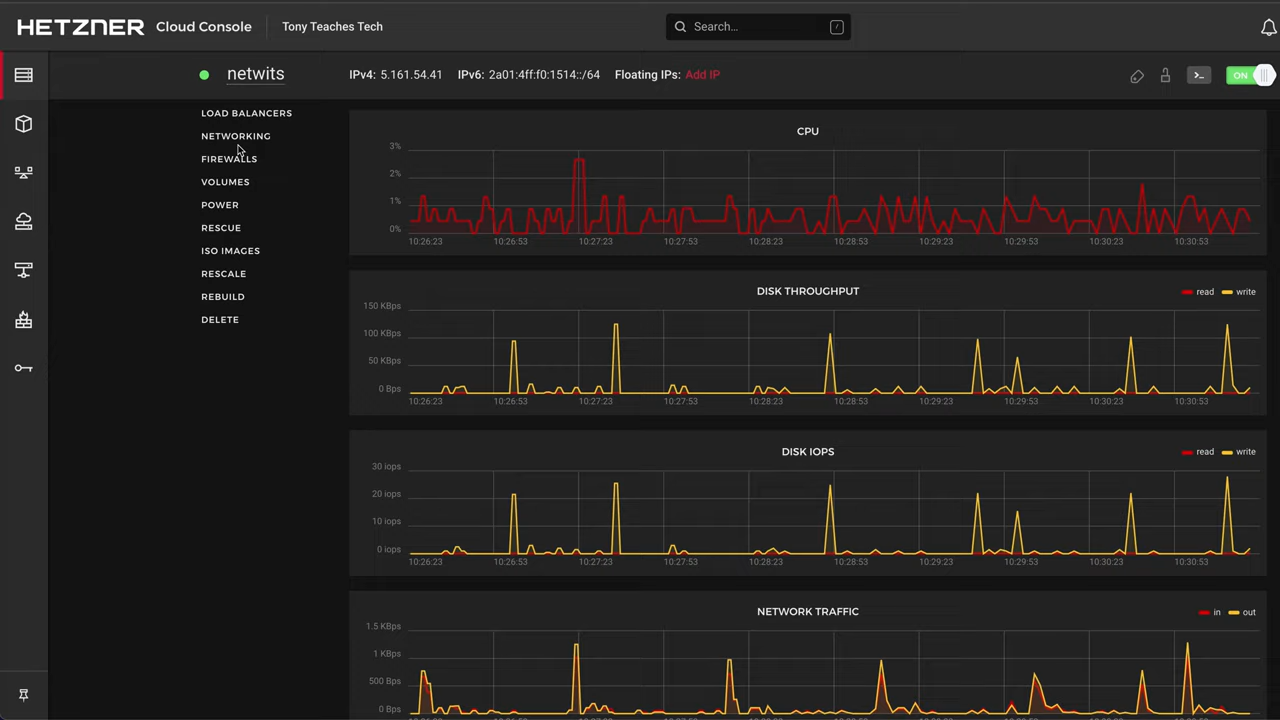 HETZNER Cloud Console Tony Teaches Tech Search... /
netwits IPv4: 5.161.54.41 IPv6: 2a01:4ff:f0:1514::/64 Floating IPs: Add IP >_ ON
LOAD BALANCERS
NETWORKING
FIREWALLS
VOLUMES
POWER
RESCUE
ISO IMAGES
RESCALE
REBUILD
DELETE
CPU
3%
2%
1%
0%
10:26:23 10:26:53 10:27:23 10:27:53 10:28:23 10:28:53 10:29:23 10:29:53 10:30:23 10:30:53
DISK THROUGHPUT
read write
150 KBps
100 KBps
50 KBps
0 Bps
10:26:23 10:26:53 10:27:23 10:27:53 10:28:23 10:28:53 10:29:23 10:29:53 10:30:23 10:30:53
DISK IOPS
read write
30 iops
20 iops
10 iops
0 iops
10:26:23 10:26:53 10:27:23 10:27:53 10:28:23 10:28:53 10:29:23 10:29:53 10:30:23 10:30:53
NETWORK TRAFFIC
in out
1.5 KBps
1 KBps
500 Bps
0 Bps